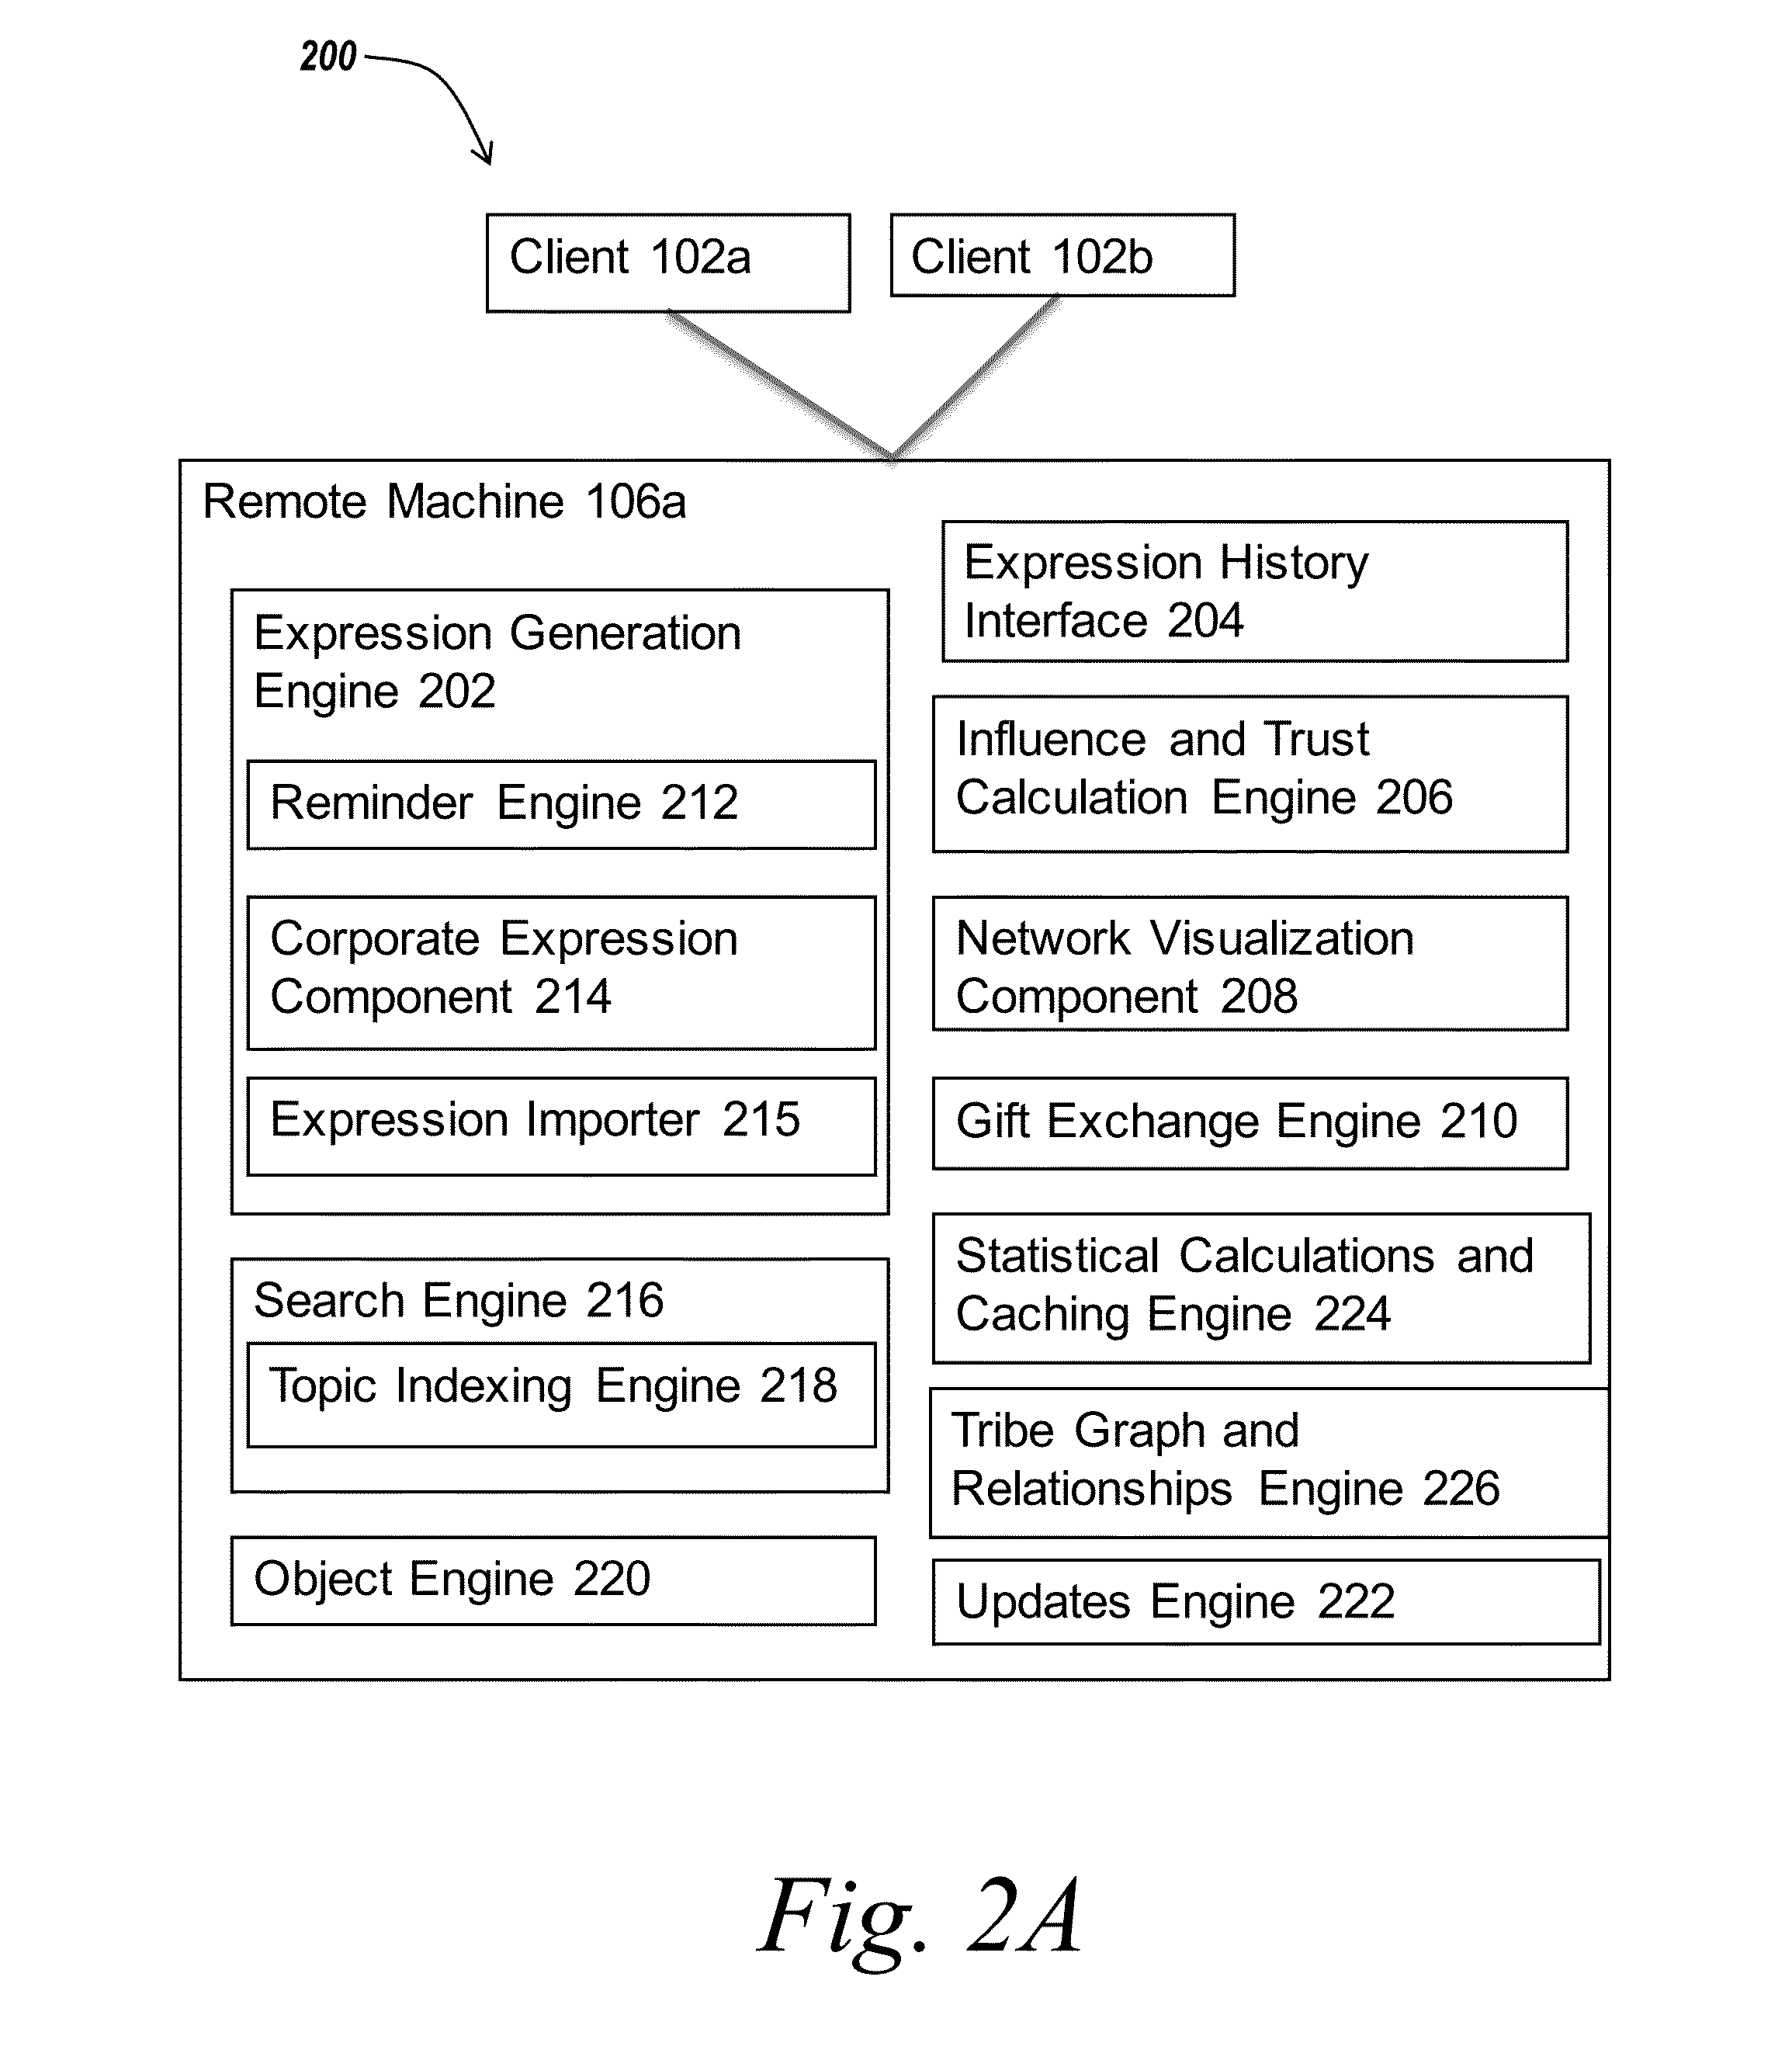 200
Client 102a
Client 102b
Remote Machine 106a
Expression Generation
Engine 202
Reminder Engine 212
Corporate Expression
Component 214
Expression Importer 215
Search Engine 216
Topic Indexing Engine 218
Object Engine 220
Expression History
Interface 204
Influence and Trust
Calculation Engine 206
Network Visualization
Component 208
Gift Exchange Engine 210
Statistical Calculations and
Caching Engine 224
Tribe Graph and
Relationships Engine 226
Updates Engine 222
Fig. 2A